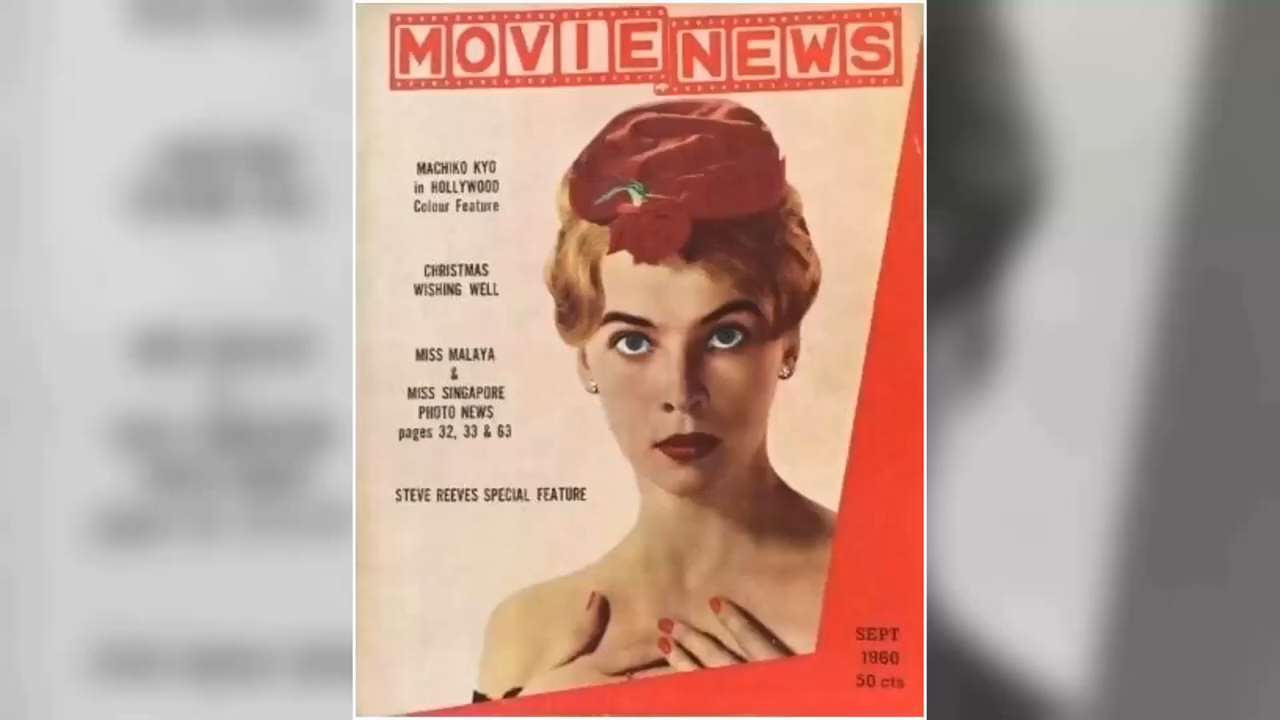 MOVIE NEWS
MACHIKO KYO
in HOLLYWOOD
Colour Feature
CHRISTMAS
WISHING WELL
MISS MALAYA
&
MISS SINGAPORE
PHOTO NEWS
pages 32, 33 & 63
STEVE REEVES SPECIAL FEATURE
SEPT
1960
50 cts